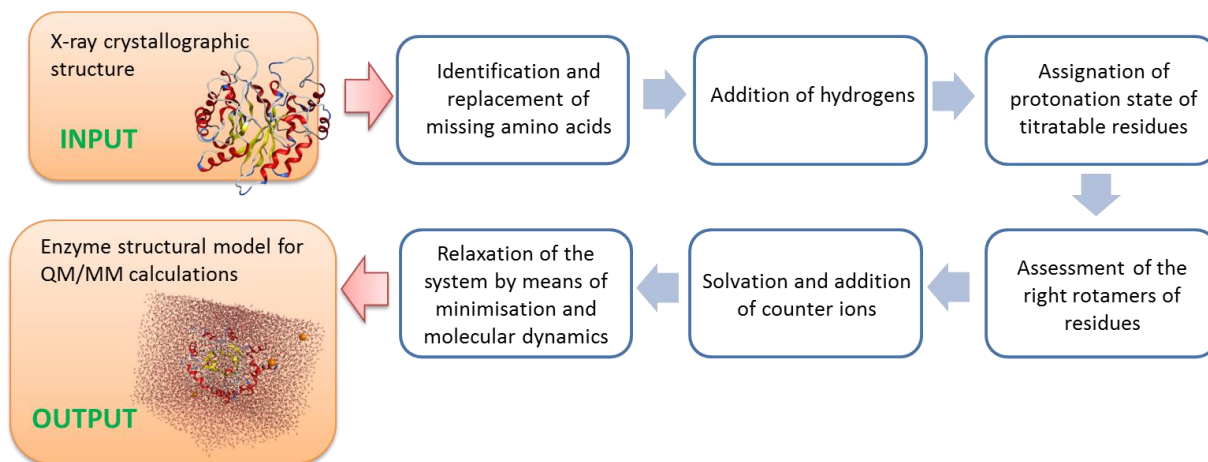 X-ray crystallographic
structure
INPUT
Identification and
replacement of
missing amino acids
Addition of hydrogens
Assignation of
protonation state of
titratable residues
Assessment of the
right rotamers of
residues
Solvation and addition
of counter ions
Relaxation of the
system by means of
minimisation and
molecular dynamics
Enzyme structural model for
QM/MM calculations
OUTPUT